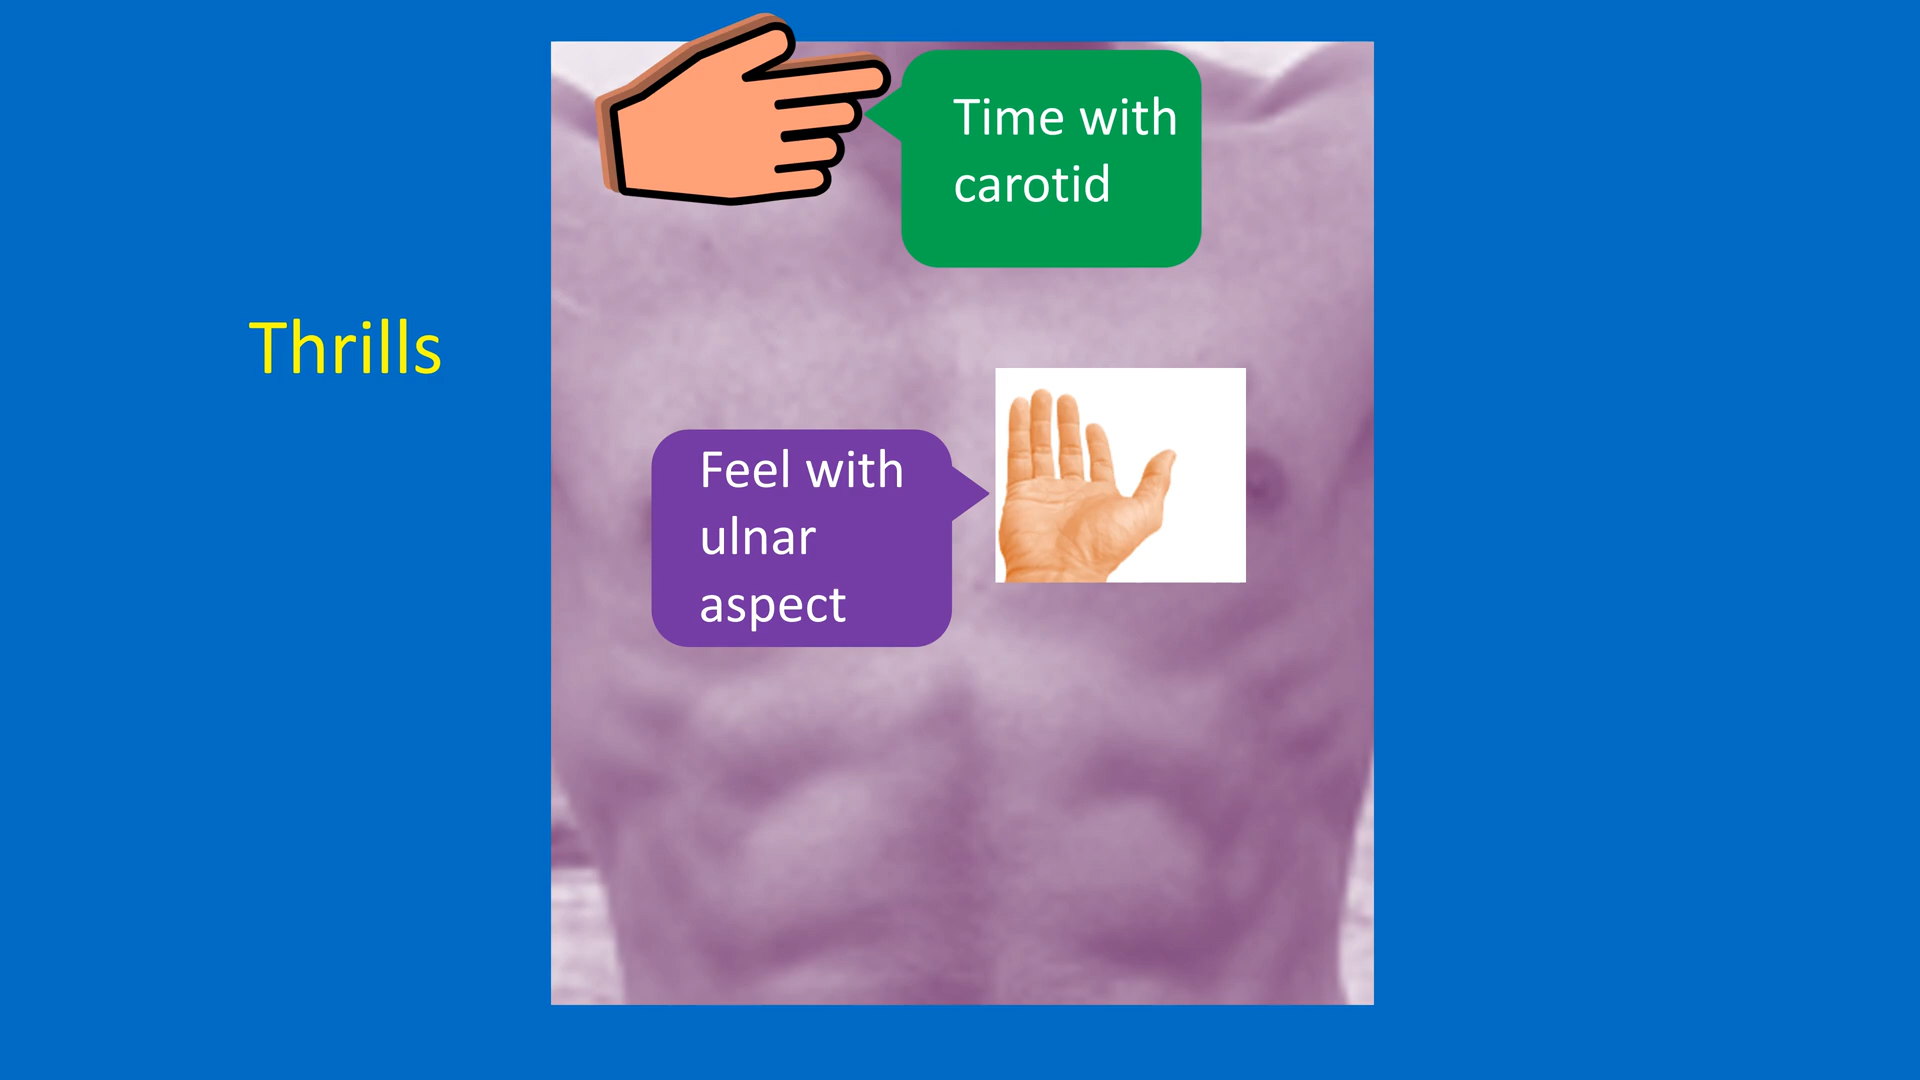 Time with
carotid
Thrills
Feel with
ulnar
aspect